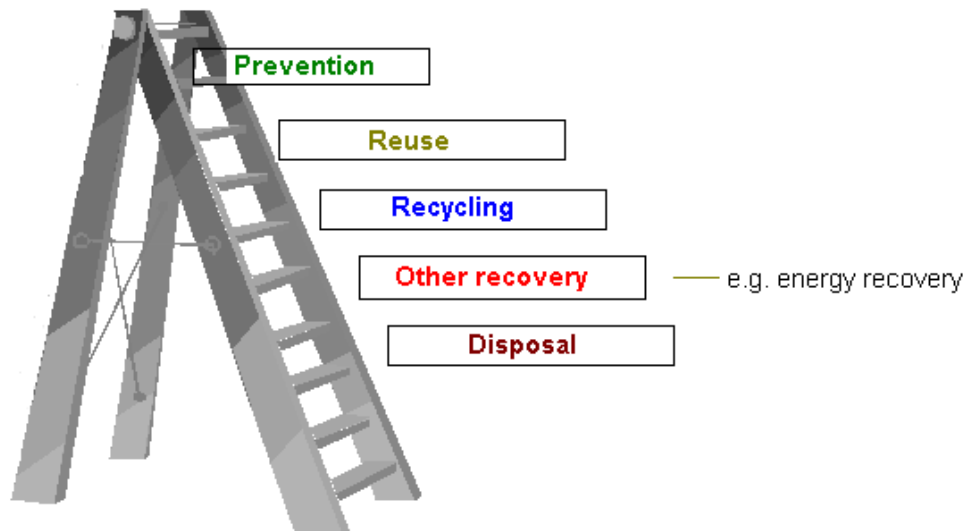 Prevention
Reuse
Recycling
Other recovery
e.g. energy recovery
Disposal